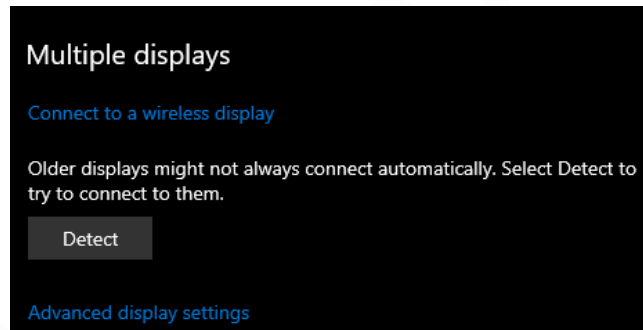 Multiple displays
Connect to a wireless display
Older displays might not always connect automatically. Select Detect to
try to connect to them.
Detect
Advanced display settings